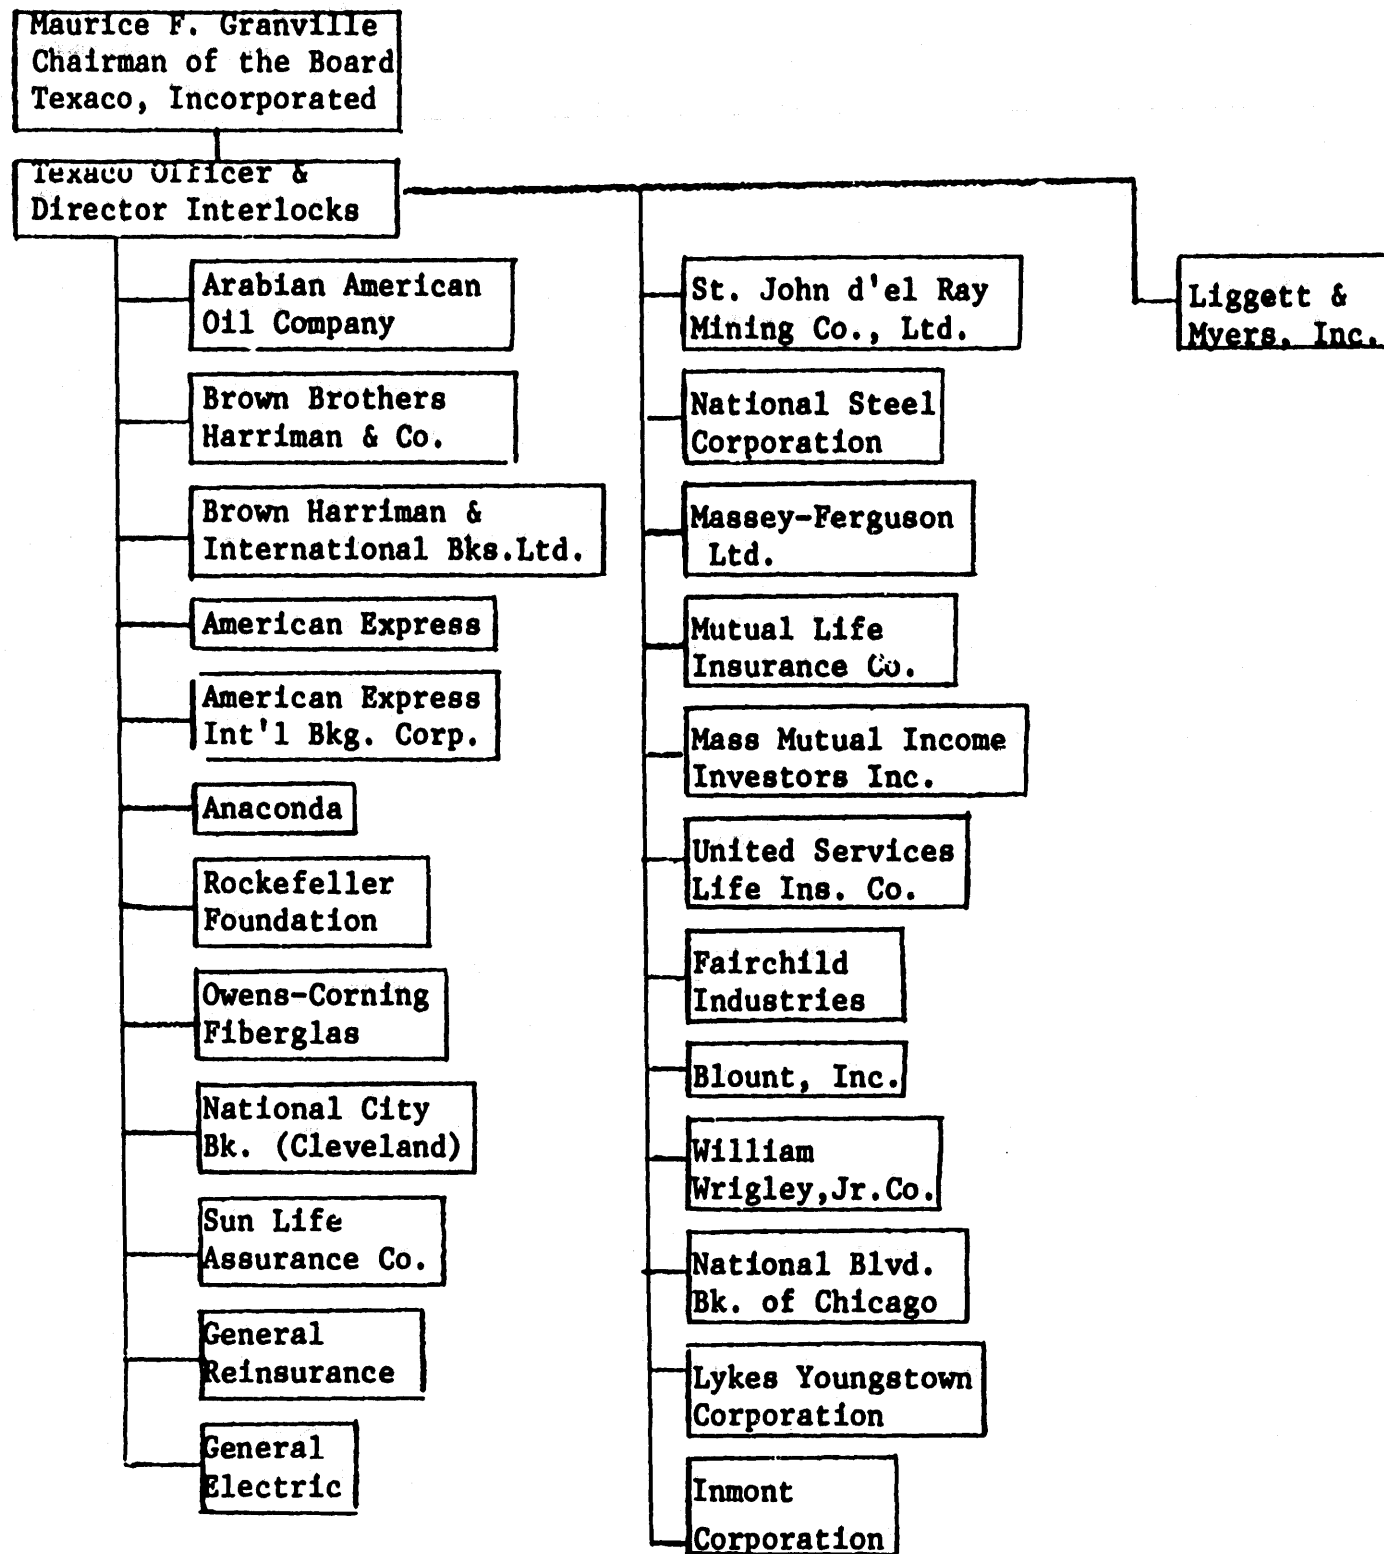 Maurice F. Granville
Chairman of the Board
Texaco, Incorporated
Texaco Officer &
Director Interlocks
Arabian American
Oil Company
Brown Brothers
Harriman & Co.
Brown Harriman &
International Bks.Ltd.
American Express
American Express
Int'l Bkg. Corp.
Anaconda
Rockefeller
Foundation
Owens-Corning
Fiberglas
National City
Bk. (Cleveland)
Sun Life
Assurance Co.
General
Reinsurance
General
Electric
St. John d'el Ray
Mining Co., Ltd.
National Steel
Corporation
Massey-Ferguson
Ltd.
Mutual Life
Insurance Co.
Mass Mutual Income
Investors Inc.
United Services
Life Ins. Co.
Fairchild
Industries
Blount, Inc.
William
Wrigley,Jr.Co.
National Blvd.
Bk. of Chicago
Lykes Youngstown
Corporation
Inmont
Corporation
Liggett &
Myers, Inc.